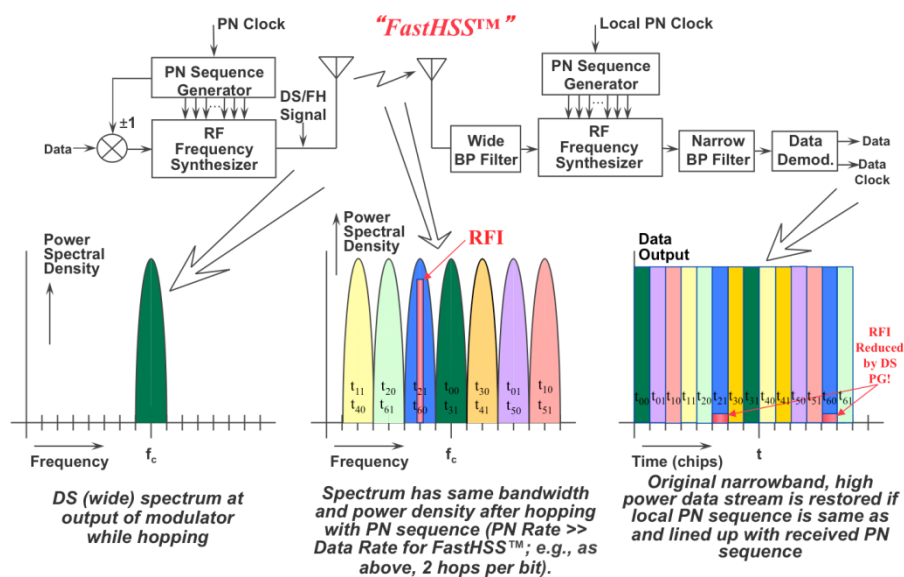 PN Clock
"FastHSS™"
Local PN Clock
PN Sequence
Generator
PN Sequence
Generator
±1
DS/FH
Signal
Data
RF
Frequency
Synthesizer
Wide
BP Filter
RF
Frequency
Synthesizer
Narrow
BP Filter
Data
Demod.
Data
Data
Clock
Power
Spectral
Density
Power
Spectral
Density
RFI
Data
Output
RFI
Reduced
by DS
PG!
t11 t20 t21 t00 t30 t01 t10
t40 t61 t60 t31 t41 t50 t51
t00 t01 t10 t11 t20 t21 t30 t31 t40 t41 t50 t51 t60 t61
Frequency
fc
Frequency
fc
Time (chips)
t
DS (wide) spectrum at
output of modulator
while hopping
Spectrum has same bandwidth
and power density after hopping
with PN sequence (PN Rate >>
Data Rate for FastHSS™; e.g., as
above, 2 hops per bit).
Original narrowband, high
power data stream is restored if
local PN sequence is same as
and lined up with received PN
sequence